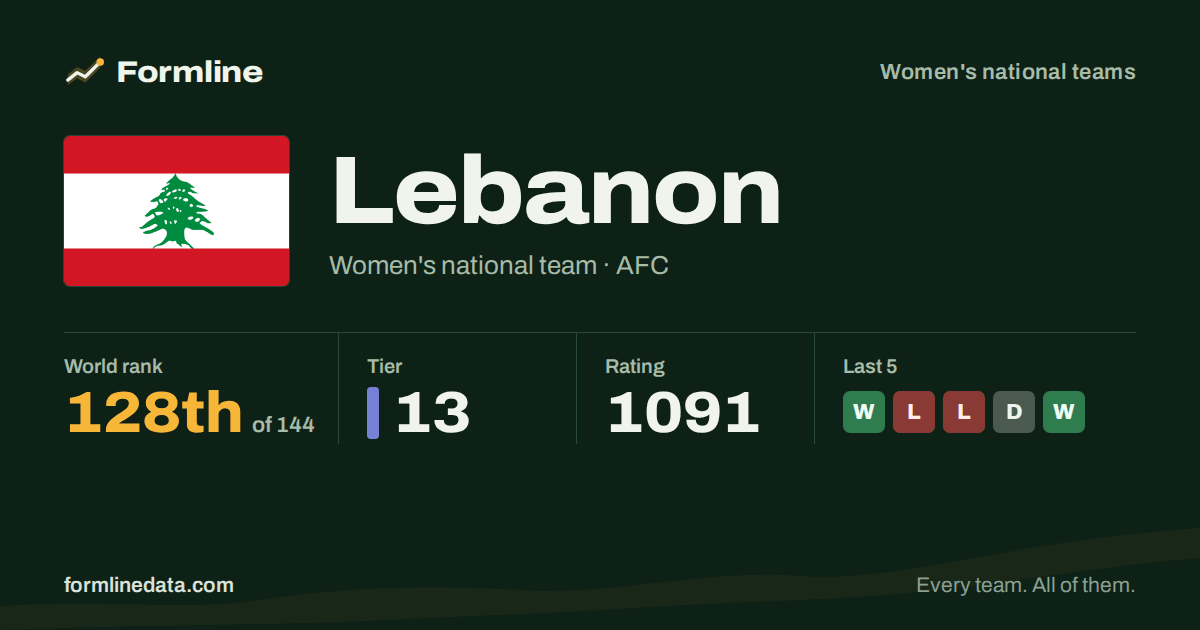 Formline
Women's national teams
Lebanon
Women's national team · AFC
World rank
128th of 144
Tier
13
Rating
1091
Last 5
W L L D W
formlinedata.com
Every team. All of them.